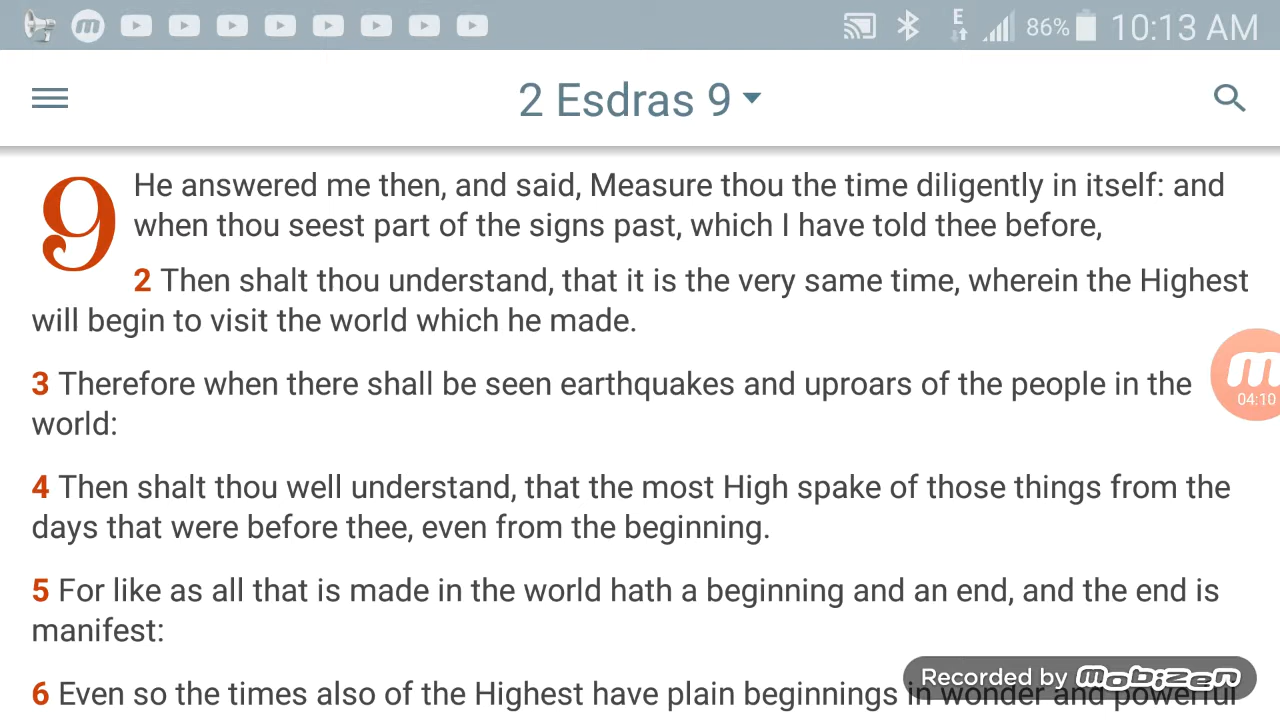 E
86%
10:13 AM
2 Esdras 9
9 He answered me then, and said, Measure thou the time diligently in itself: and
when thou seest part of the signs past, which I have told thee before,
2 Then shalt thou understand, that it is the very same time, wherein the Highest
will begin to visit the world which he made.
3 Therefore when there shall be seen earthquakes and uproars of the people in the
world:
m
04:10
4 Then shalt thou well understand, that the most High spake of those things from the
days that were before thee, even from the beginning.
5 For like as all that is made in the world hath a beginning and an end, and the end is
manifest:
6 Even so the times also of the Highest have plain beginnings in wonder and powerful
Recorded by mobizen